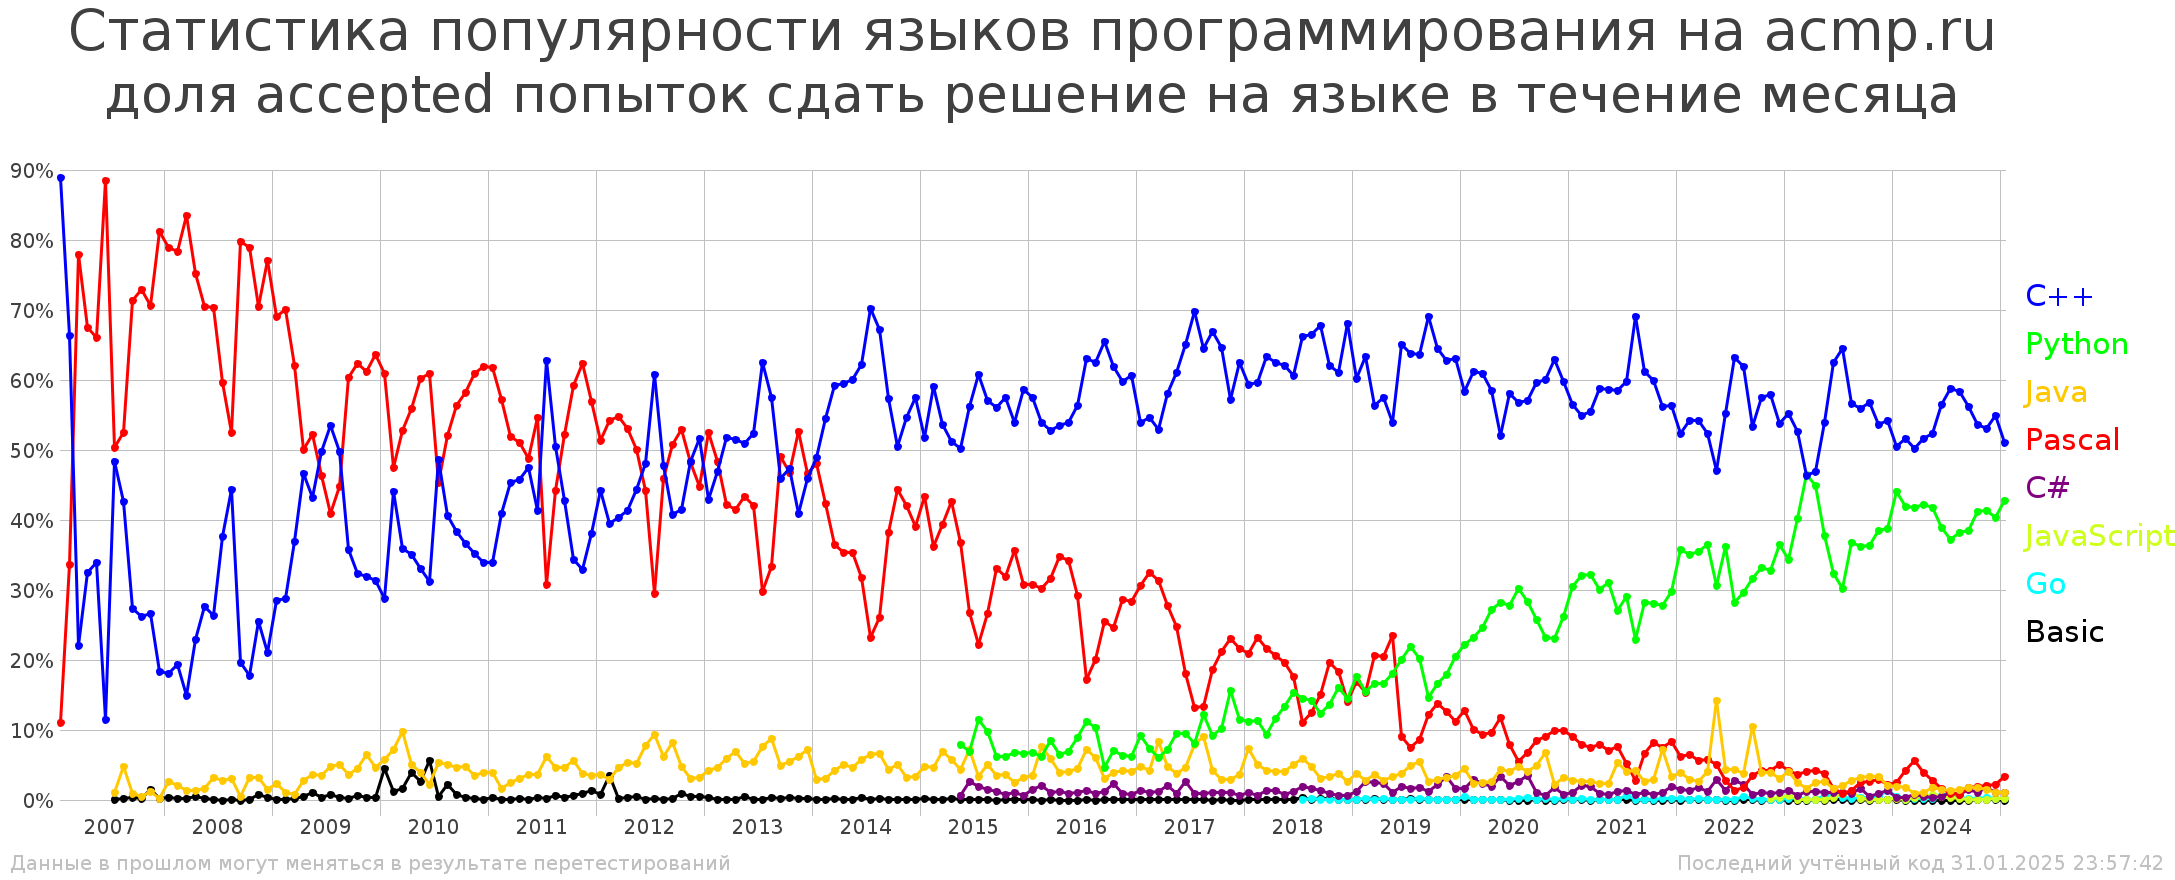 Статистика популярности языков программирования на acmp.ru
доля accepted попыток сдать решение на языке в течение месяца
90%
80%
70%
60%
50%
40%
30%
20%
10%
0%
C++
Python
Java
Pascal
C#
JavaScript
Go
Basic
2007 2008 2009 2010 2011 2012 2013 2014 2015 2016 2017 2018 2019 2020 2021 2022 2023 2024
Данные в прошлом могут меняться в результате перетестирований
Последний учтённый код 31.01.2025 23:57:42